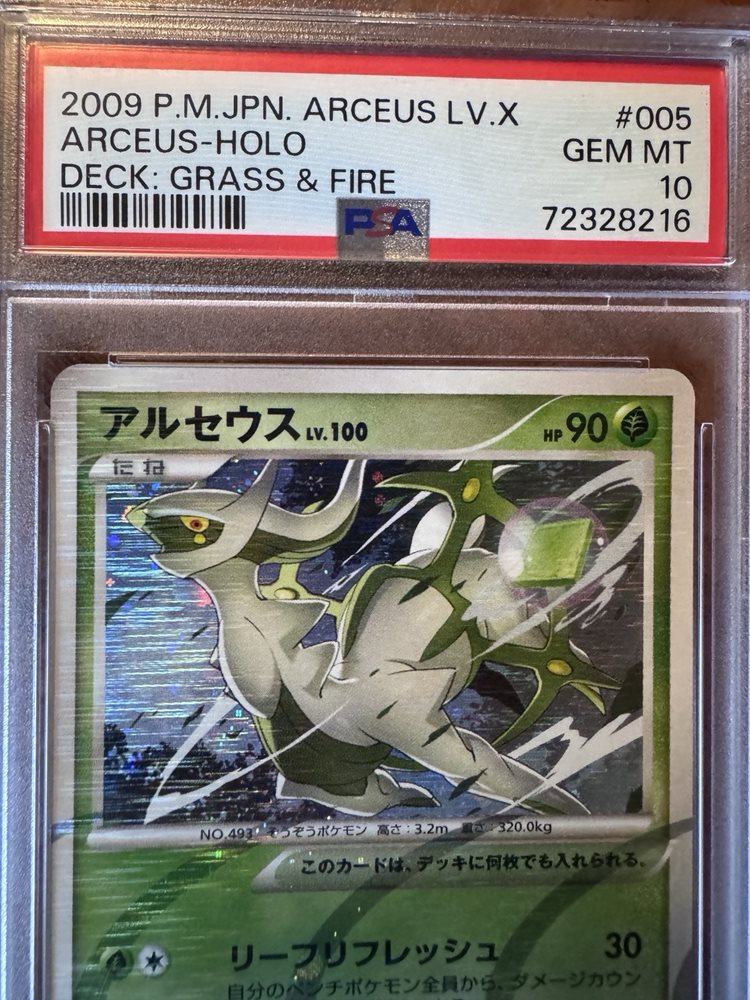 2009 P.M.JPN. ARCEUS LV.X #005
ARCEUS-HOLO GEM MT
DECK: GRASS & FIRE 10
PSA 72328216
アルセウス LV.100 HP 90
たね
NO.493 そうぞうポケモン 高さ:3.2m 重さ:320.0kg
このカードは、デッキに何枚でも入れられる。
リーフリフレッシュ 30
自分のベンチポケモン全員から、ダメージカウン